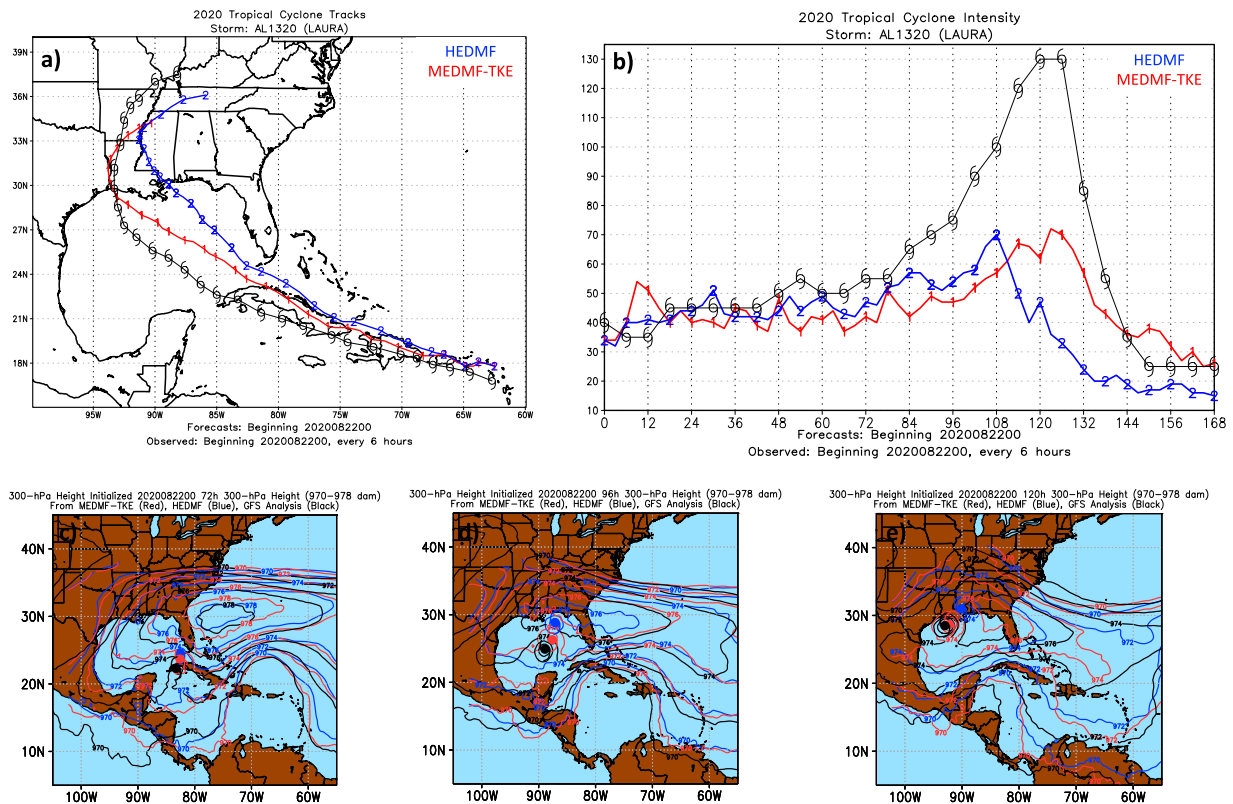 2020 Tropical Cyclone Tracks
Storm: AL1320 (LAURA)
a)
HEDMF
MEDMF-TKE
39N
36N
33N
30N
27N
24N
21N
18N
95W 90W 85W 80W 75W 70W 65W 60W
Forecasts: Beginning 2020082200
Observed: Beginning 2020082200, every 6 hours
2020 Tropical Cyclone Intensity
Storm: AL1320 (LAURA)
b)
HEDMF
MEDMF-TKE
130
120
110
100
90
80
70
60
50
40
30
20
10
0 12 24 36 48 60 72 84 96 108 120 132 144 156 168
Forecasts: Beginning 2020082200
Observed: Beginning 2020082200, every 6 hours
300-hPa Height Initialized 2020082200 72h 300-hPa Height (970-978 dam)
From MEDMF-TKE (Red), HEDMF (Blue), GFS Analysis (Black)
c)
40N
30N
20N
10N
100W 90W 80W 70W 60W
300-hPa Height Initialized 2020082200 96h 300-hPa Height (970-978 dam)
From MEDMF-TKE (Red), HEDMF (Blue), GFS Analysis (Black)
d)
40N
30N
20N
10N
100W 90W 80W 70W 60W
300-hPa Height Initialized 2020082200 120h 300-hPa Height (970-978 dam)
From MEDMF-TKE (Red), HEDMF (Blue), GFS Analysis (Black)
e)
40N
30N
20N
10N
100W 90W 80W 70W 60W